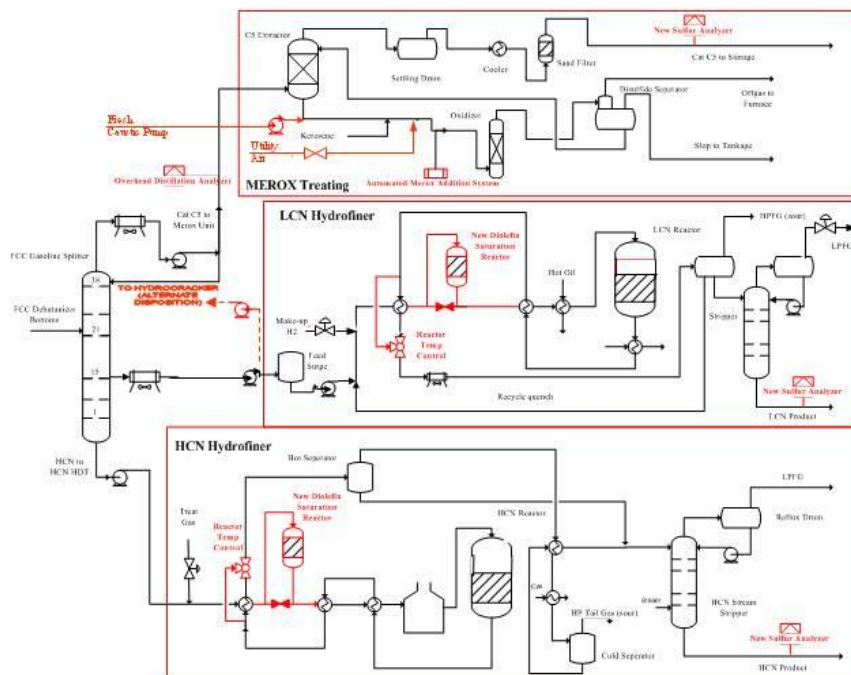 C5 Extractor
Settling Drum
Cooler
Sand Filter
New Sulfur Analyzer
Cat C5 to Storage
Disulfide Separator
Offgas to
Furnace
Oxidizer
Fresh
Caustic Pump
Kerosene
Utility
Air
Slop to Tankage
Automated Merox Addition System
MEROX Treating
Overhead Distillation Analyzer
Cat C5 to
Merox Unit
FCC Gasoline Splitter
38
TO HYDROCRACKER
(ALTERNATE
DISPOSITION)
FCC Debutanizer
Bottoms
21
15
1
HCN to
HCN HDT
LCN Hydrofiner
New Diolefin
Saturation
Reactor
LCN Reactor
HPFG (sour)
LPFG
Hot Oil
Make-up
H2
Reactor
Temp
Control
Feed
Surge
Stripper
Recycle quench
New Sulfur Analyzer
LCN Product
HCN Hydrofiner
Hot Separator
LPFG
Treat
Gas
New Diolefin
Saturation
Reactor
Reactor
Temp
Control
HCN Reactor
Reflux Drum
CW
HP Tail Gas (sour)
Cold Separator
HCN Stream
Stripper
New Sulfur Analyzer
HCN Product